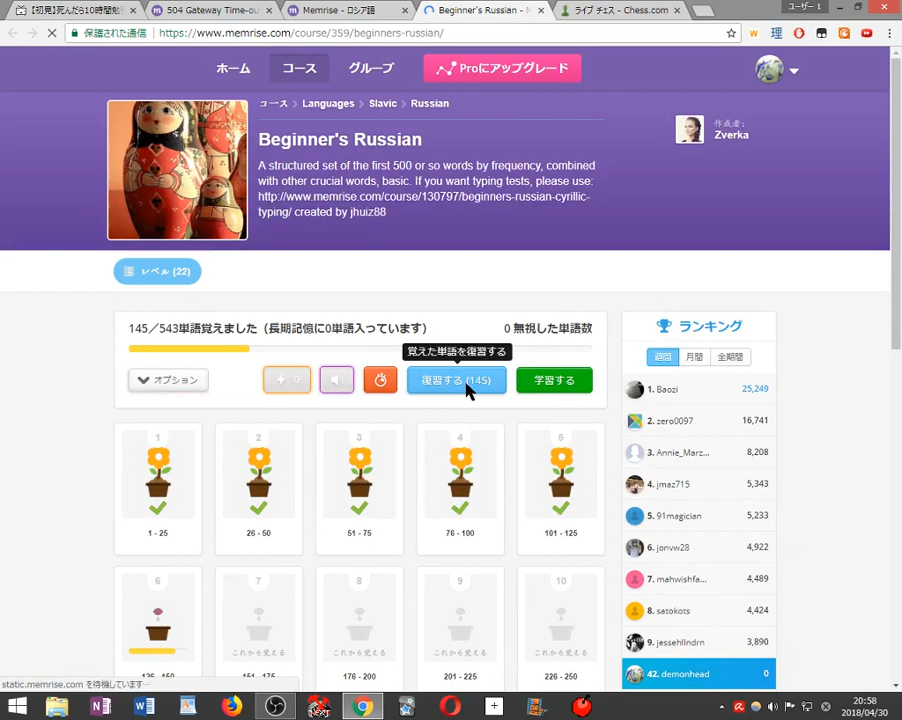 【初見】死んだら10時間勉
504 Gateway Time-ou
Memrise - ロシア語
Beginner's Russian - M
ライブ チェス - Chess.com
ユーザー 1
保護された通信
https://www.memrise.com/course/359/beginners-russian/
ホーム
コース
グループ
Proにアップグレード
コース > Languages > Slavic > Russian
Beginner's Russian
A structured set of the first 500 or so words by frequency, combined
with other crucial words, basic. If you want typing tests, please use:
http://www.memrise.com/course/130797/beginners-russian-cyrillic-
typing/ created by jhuiz88
作成者:
Zverka
レベル (22)
145／543単語覚えました（長期記憶に0単語入っています）
0 無視した単語数
覚えた単語を復習する
オプション
0
復習する (145)
学習する
1
2
3
4
5
1 - 25
26 - 50
51 - 75
76 - 100
101 - 125
6
7
8
9
10
これから覚える
これから覚える
これから覚える
これから覚える
126 - 150
151 - 175
176 - 200
201 - 225
226 - 250
ランキング
週間
月間
全期間
1. Baozi 25,249
2. zero0097 16,741
3. Annie_Marz... 8,208
4. jmaz715 5,343
5. 91magician 5,233
6. jonvw28 4,922
7. mahwishfa... 4,489
8. satokots 4,424
9. jessehlindrn 3,890
42. demonhead 0
static.memrise.com を待機しています…
20:58
2018/04/30